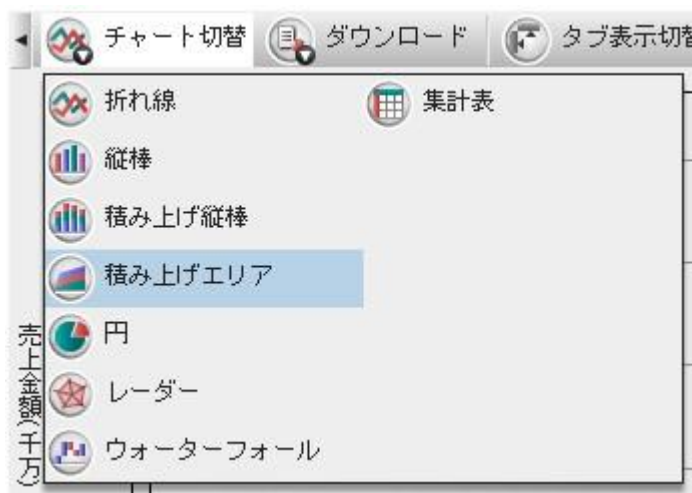 チャート切替 ダウンロード タブ表示切替
折れ線 集計表
縦棒
積み上げ縦棒
積み上げエリア
円
レーダー
ウォーターフォール
売上金額(千万)